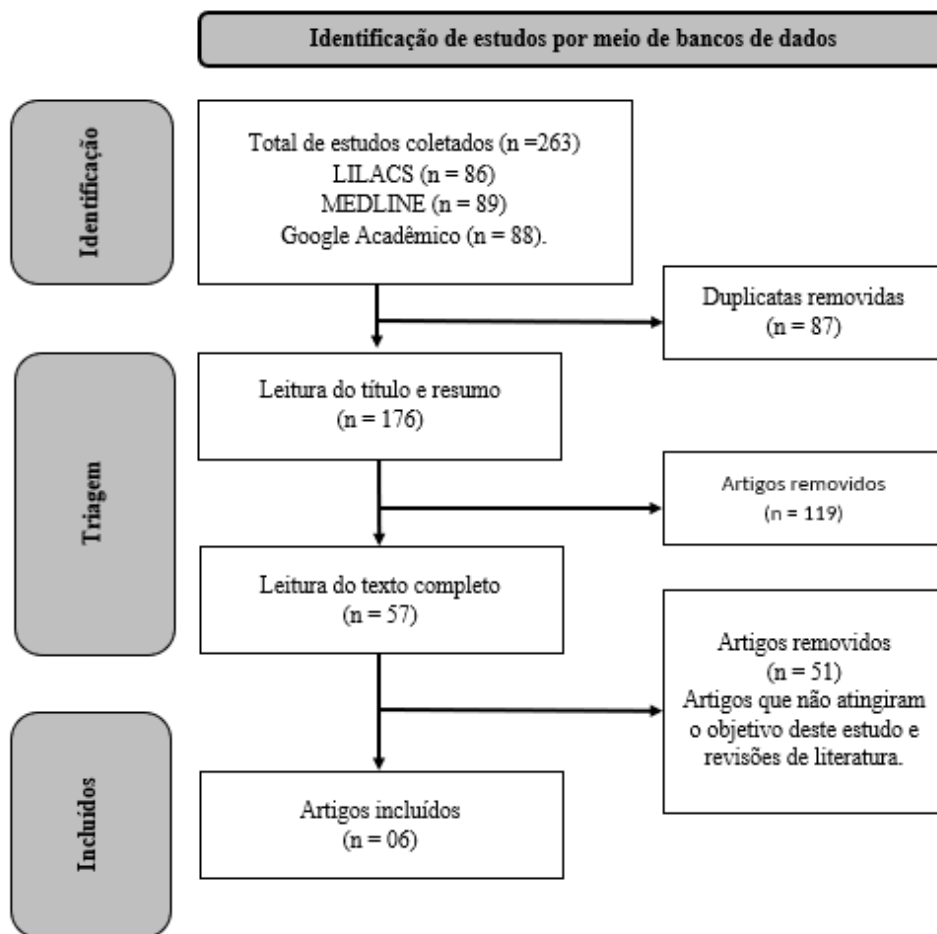 Identificação de estudos por meio de bancos de dados
Identificação
Total de estudos coletados (n =263)
LILACS (n = 86)
MEDLINE (n = 89)
Google Acadêmico (n = 88).
Duplicatas removidas
(n = 87)
Triagem
Leitura do título e resumo
(n = 176)
Artigos removidos
(n = 119)
Leitura do texto completo
(n = 57)
Artigos removidos
(n = 51)
Artigos que não atingiram
o objetivo deste estudo e
revisões de literatura.
Incluídos
Artigos incluídos
(n = 06)